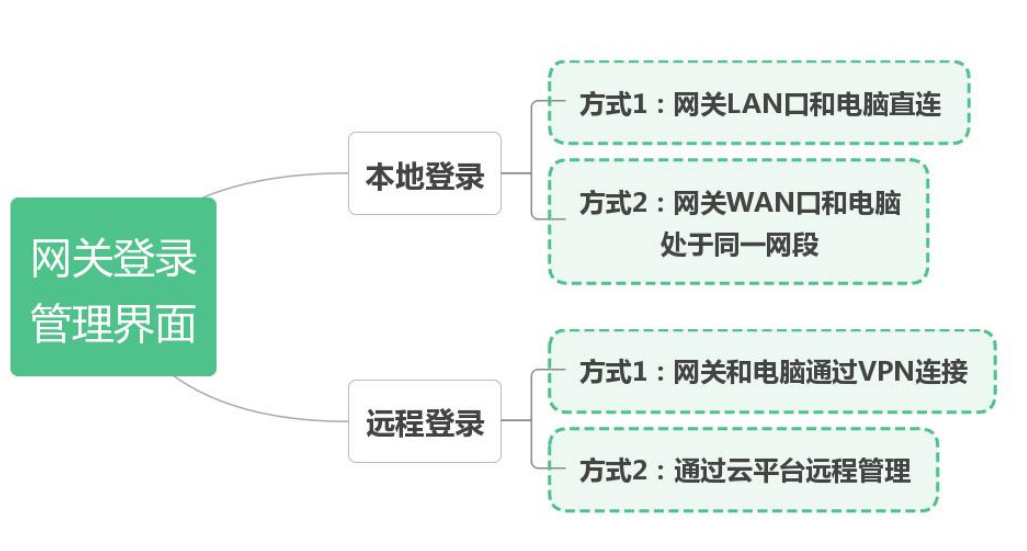 网关登录
管理界面
本地登录
方式1：网关LAN口和电脑直连
方式2：网关WAN口和电脑
处于同一网段
远程登录
方式1：网关和电脑通过VPN连接
方式2：通过云平台远程管理